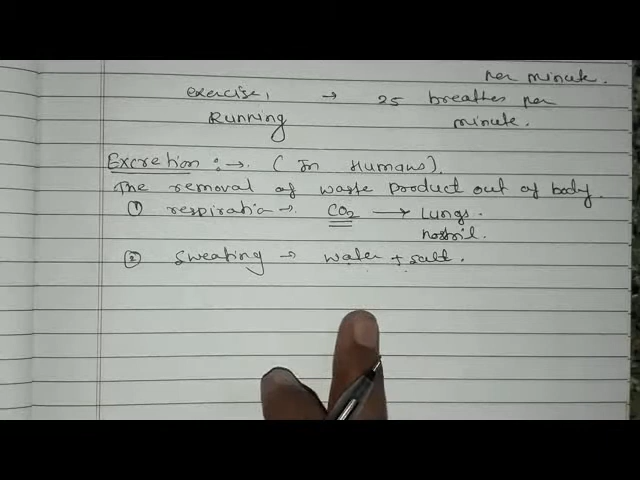 per minute.
exercise, → 25 breathes per
Running minute.
Excretion :→. (In Humans).
The removal of waste product out of body.
① respiratio →. CO₂ → Lungs.
nostril.
② Sweating → water + salt.